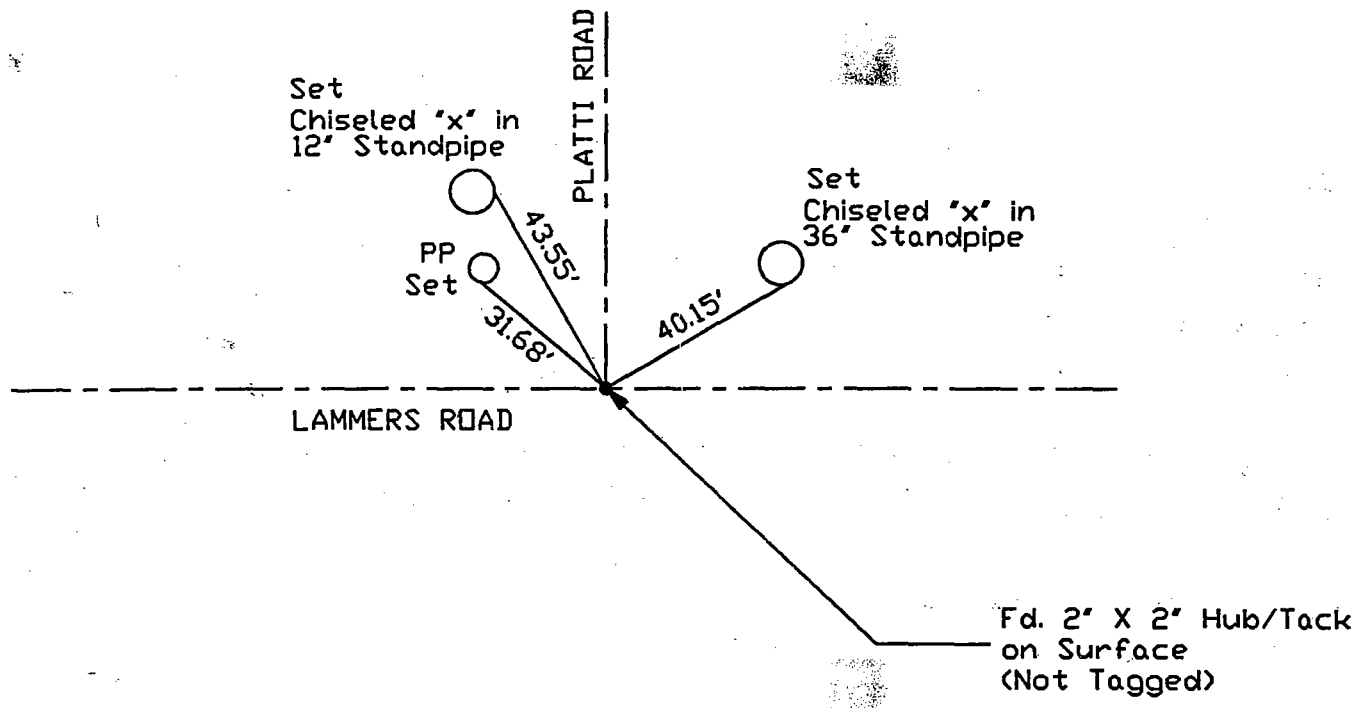 Set
Chiseled "x" in
12" Standpipe
PLATTI ROAD
Set
Chiseled "x" in
36" Standpipe
PP
Set
43.55'
31.68'
40.15'
LAMMERS ROAD
Fd. 2" X 2" Hub/Tack
on Surface
(Not Tagged)